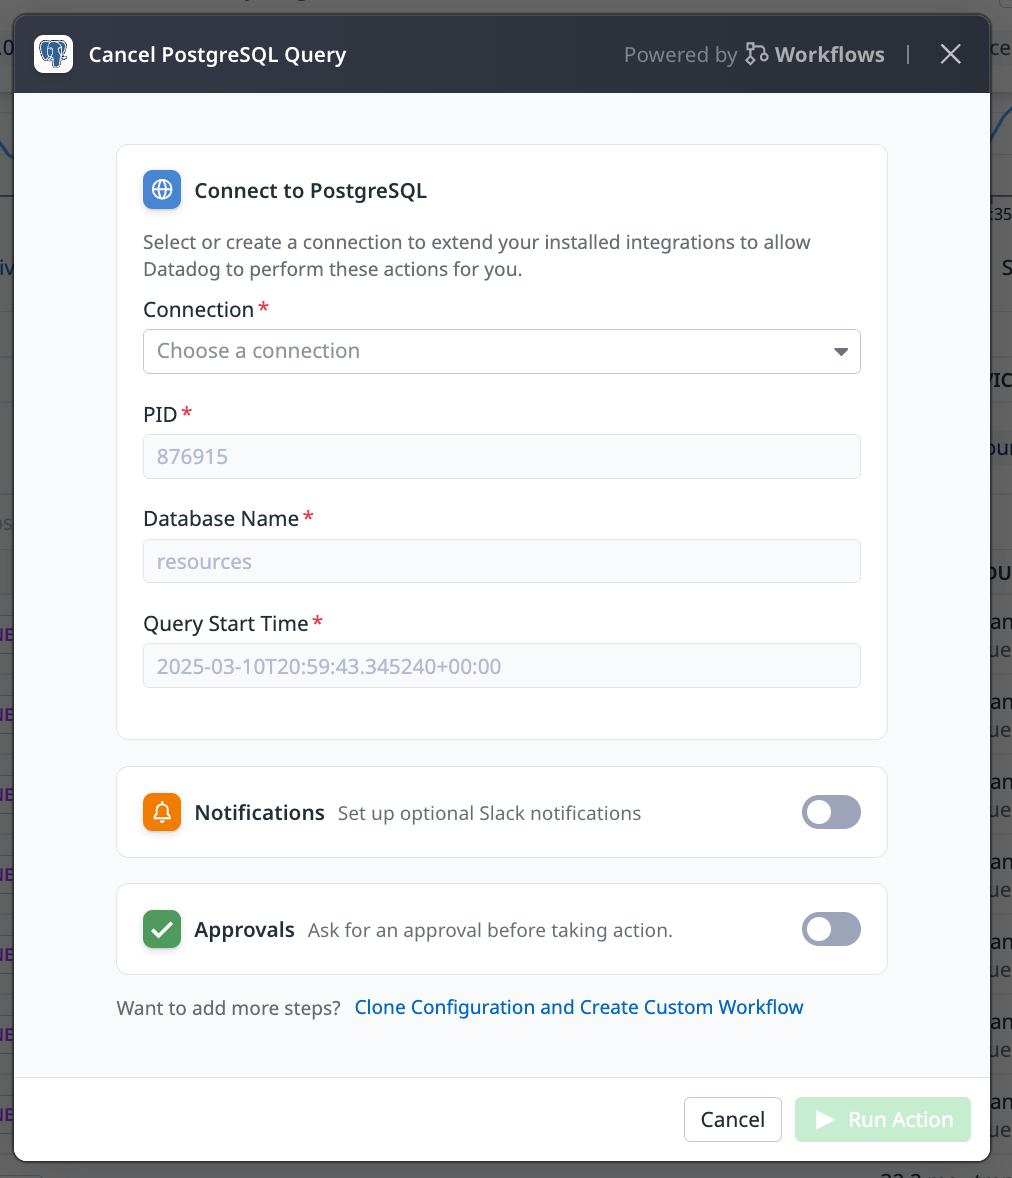 Cancel PostgreSQL Query
Powered by Workflows |
Connect to PostgreSQL
Select or create a connection to extend your installed integrations to allow
Datadog to perform these actions for you.
Connection *
Choose a connection
PID *
876915
Database Name *
resources
Query Start Time *
2025-03-10T20:59:43.345240+00:00
Notifications Set up optional Slack notifications
Approvals Ask for an approval before taking action.
Want to add more steps? Clone Configuration and Create Custom Workflow
Cancel
Run Action